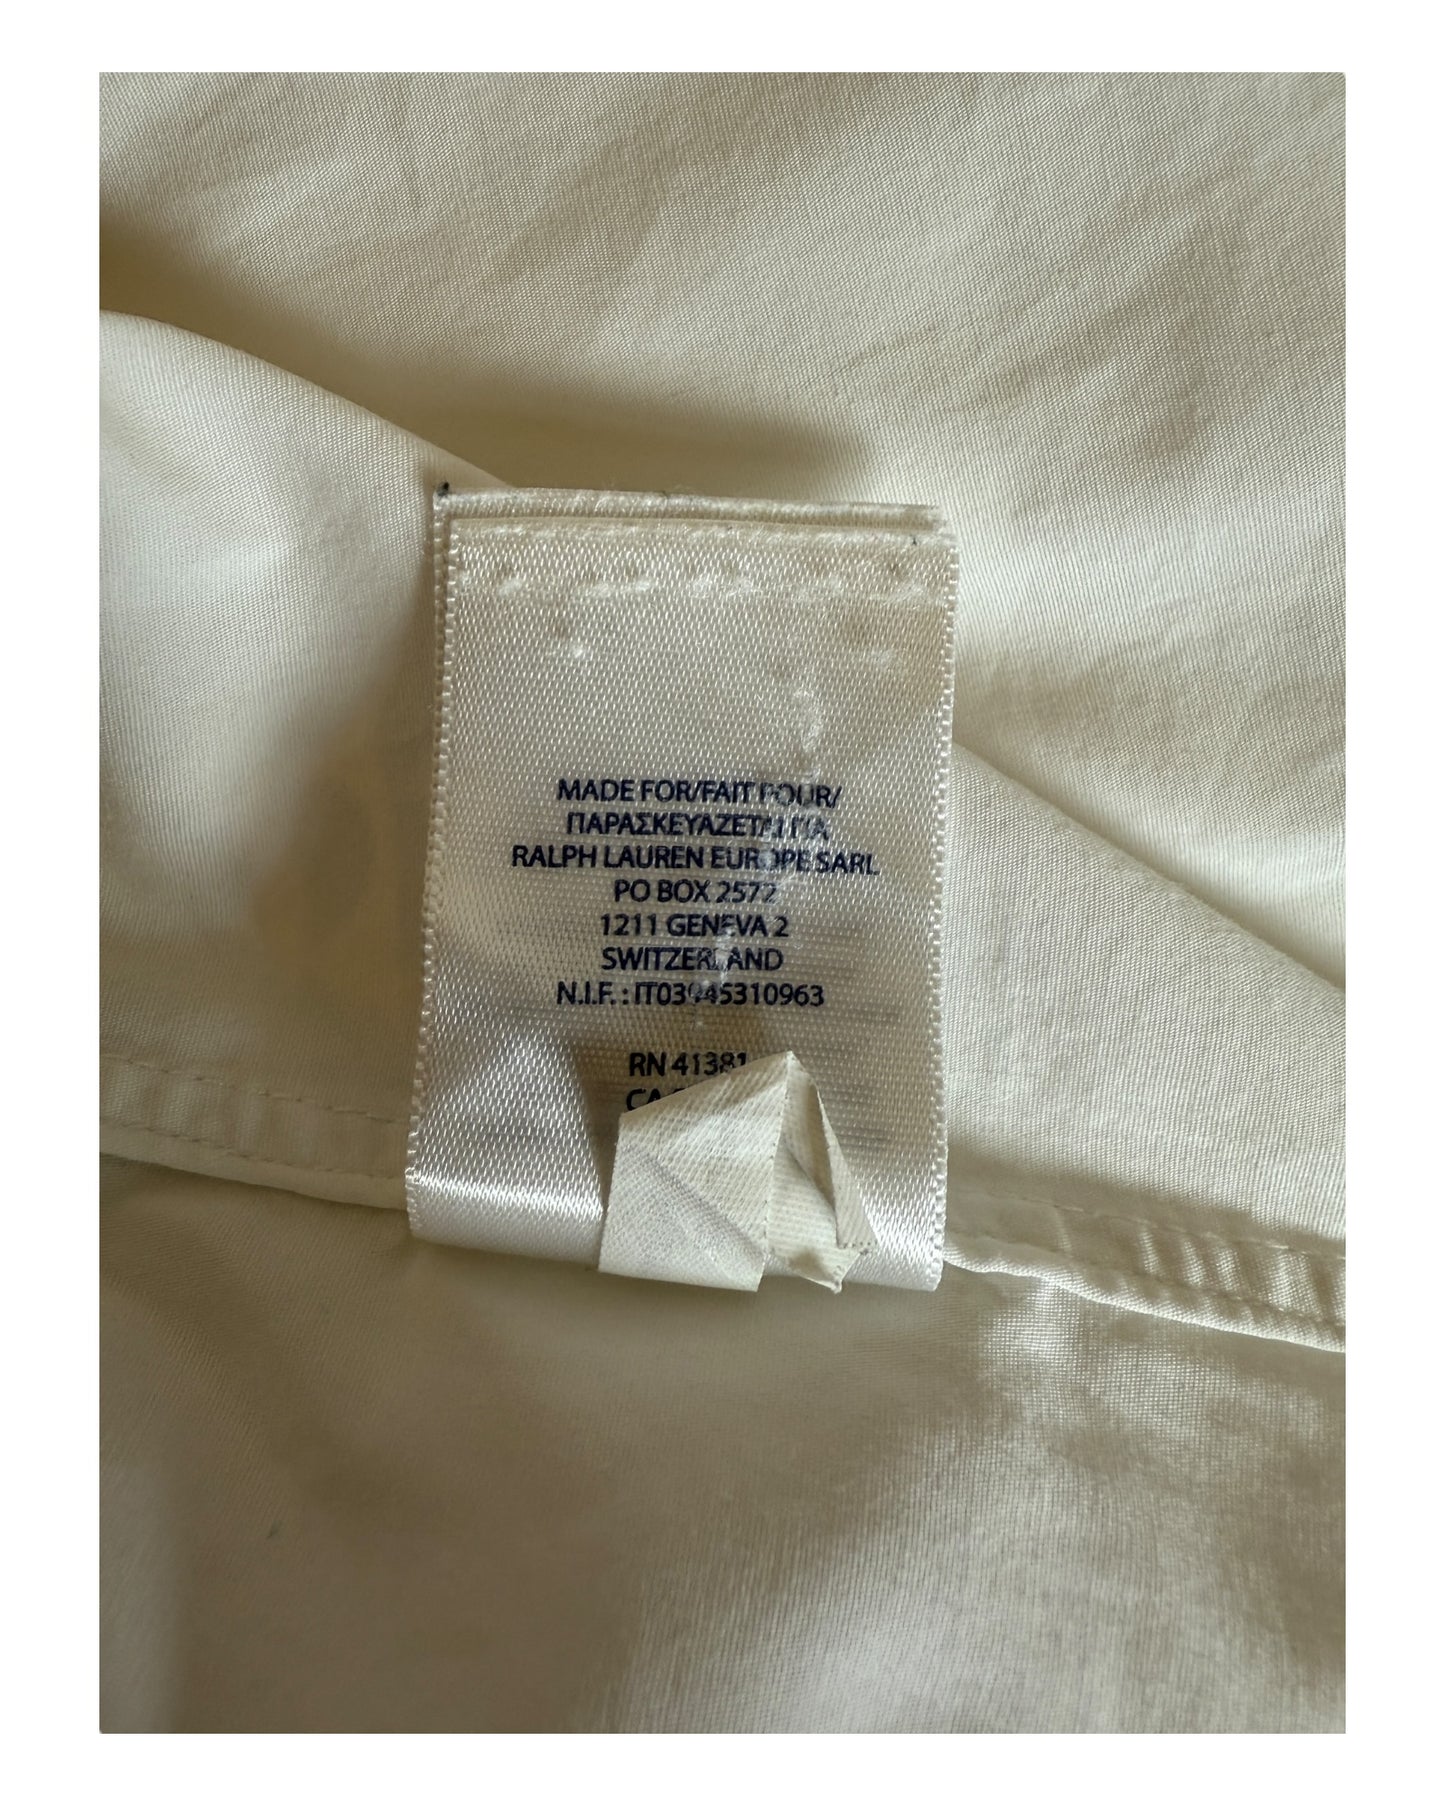 MADE FOR/FAIT POUR/
ΠΑΡΑΣΚΕΥΑΖΕΤΑΙ ΓΙΑ
RALPH LAUREN EUROPE SARL
PO BOX 2572
1211 GENEVA 2
SWITZERLAND
N.I.F. : IT03945310963
RN 41381
CA